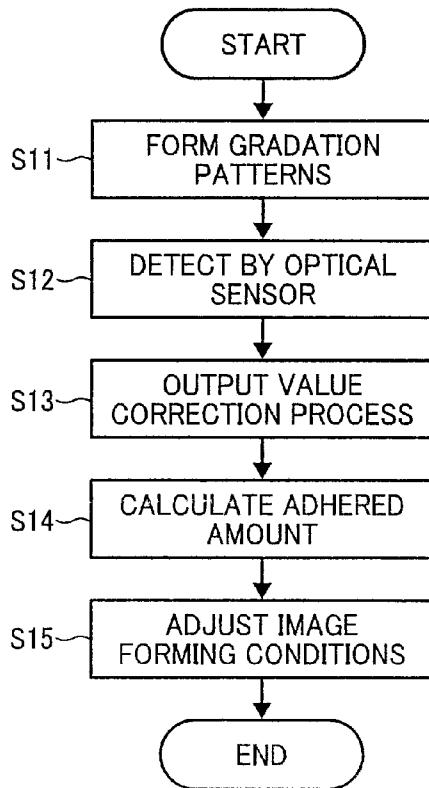 START
S11
FORM GRADATION
PATTERNS
S12
DETECT BY OPTICAL
SENSOR
S13
OUTPUT VALUE
CORRECTION PROCESS
S14
CALCULATE ADHERED
AMOUNT
S15
ADJUST IMAGE
FORMING CONDITIONS
END